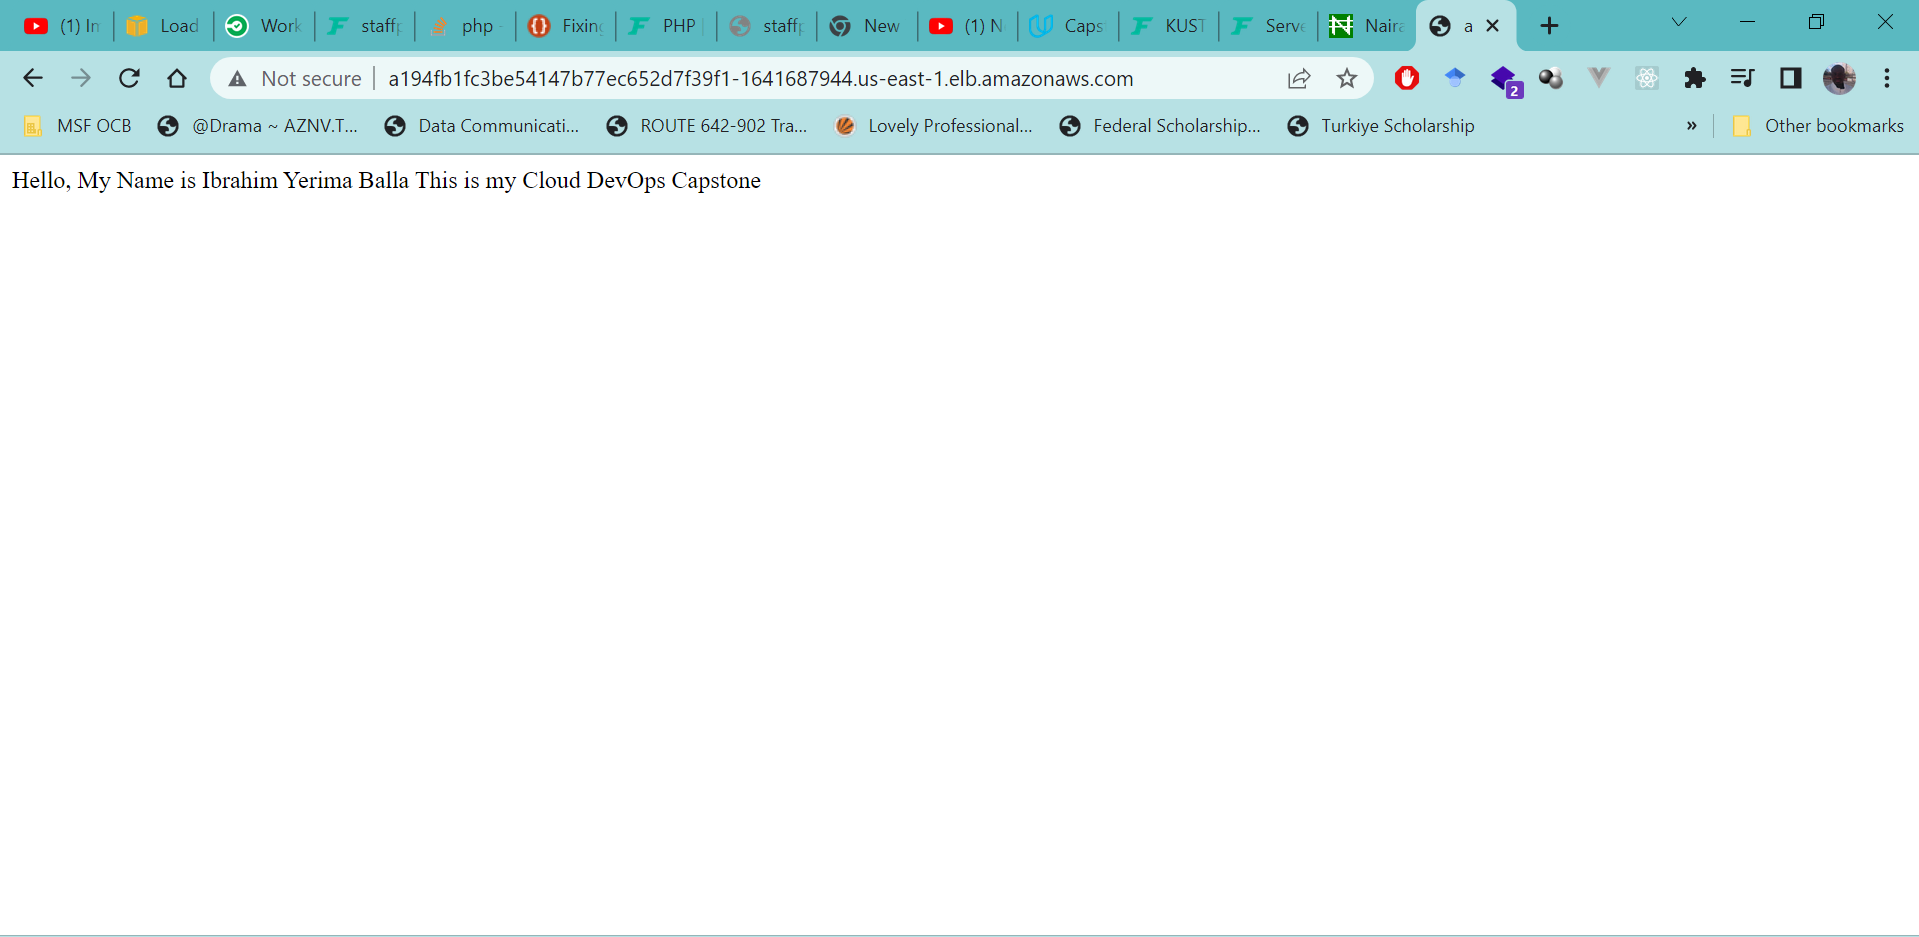 (1) In Load Work staffp php - Fixing PHP staffp New (1) N Caps KUST Serve Naira a
Not secure a194fb1fc3be54147b77ec652d7f39f1-1641687944.us-east-1.elb.amazonaws.com 2
MSF OCB @Drama ~ AZNV.T... Data Communicati... ROUTE 642-902 Tra... Lovely Professional... Federal Scholarship... Turkiye Scholarship » Other bookmarks
Hello, My Name is Ibrahim Yerima Balla This is my Cloud DevOps Capstone